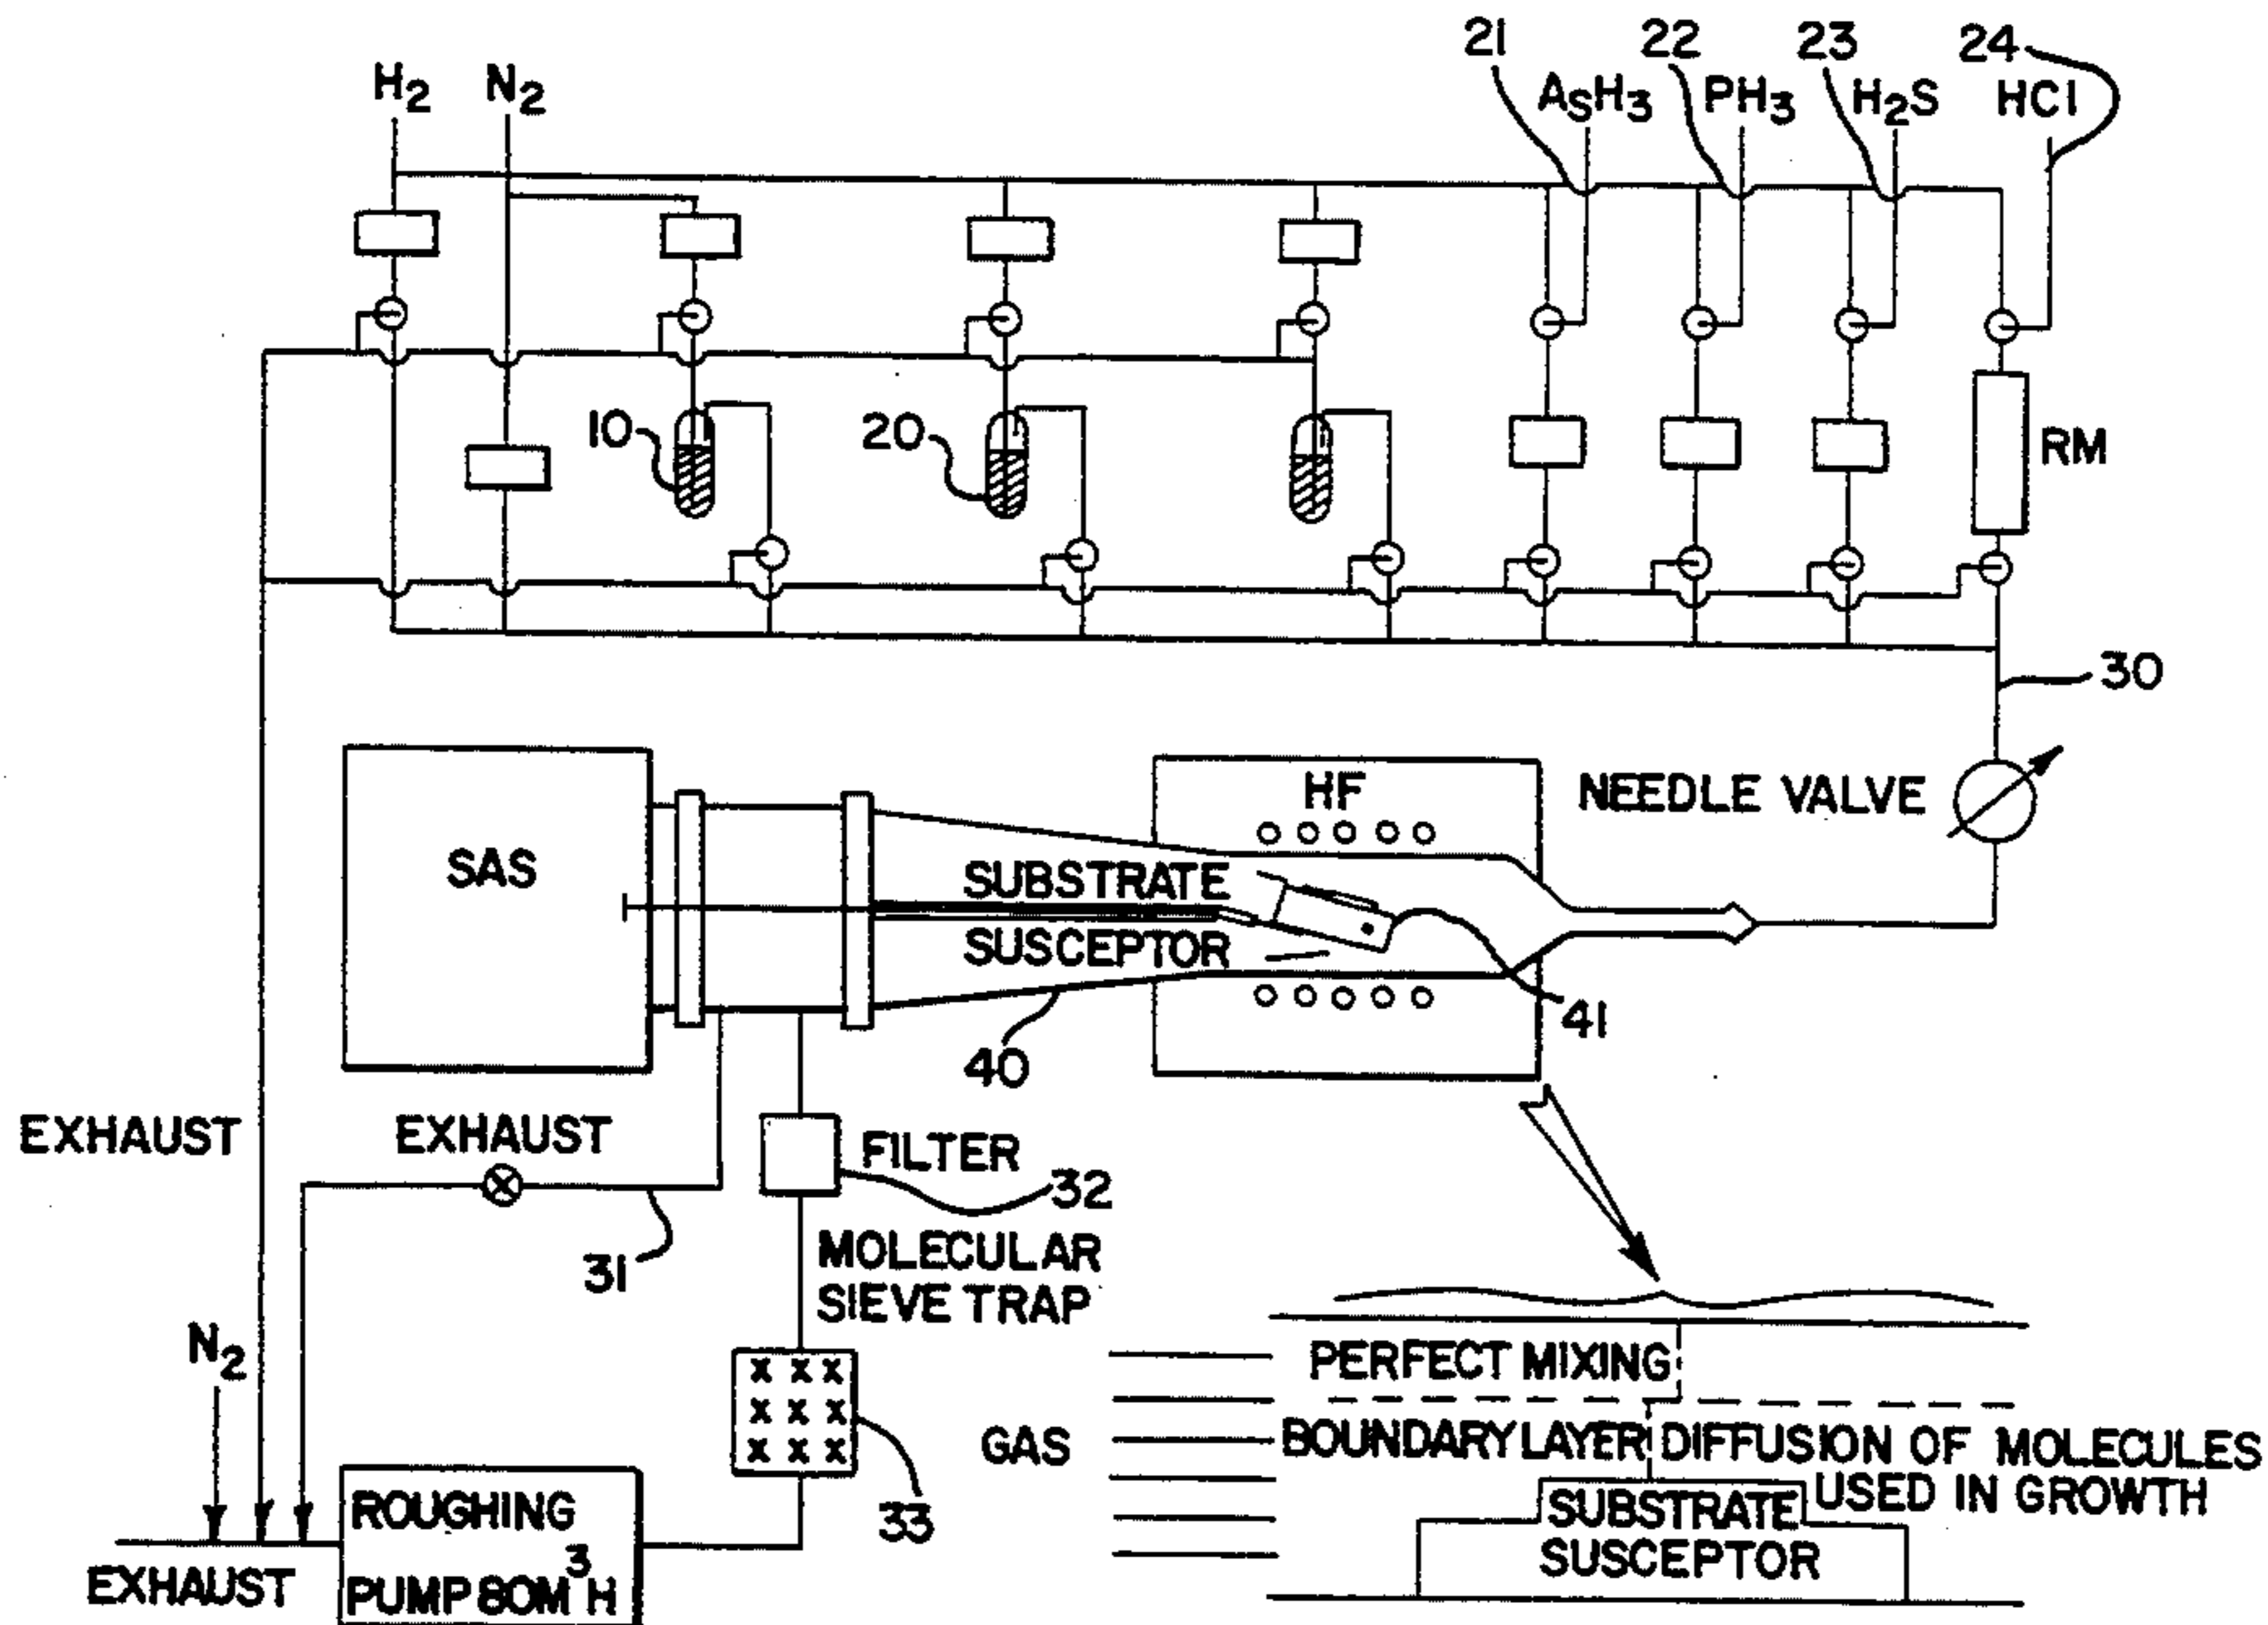 21 22 23 24
H2 N2 AsH3 PH3 H2S HCl
10 20 RM
30
HF NEEDLE VALVE
SAS SUBSTRATE
SUSCEPTOR
41
40
EXHAUST EXHAUST FILTER
32
31 MOLECULAR
SIEVE TRAP
N2
PERFECT MIXING
X X X
X X X
X X X
GAS BOUNDARY LAYER DIFFUSION OF MOLECULES
USED IN GROWTH
33
ROUGHING SUBSTRATE
SUSCEPTOR
EXHAUST PUMP 80M3H